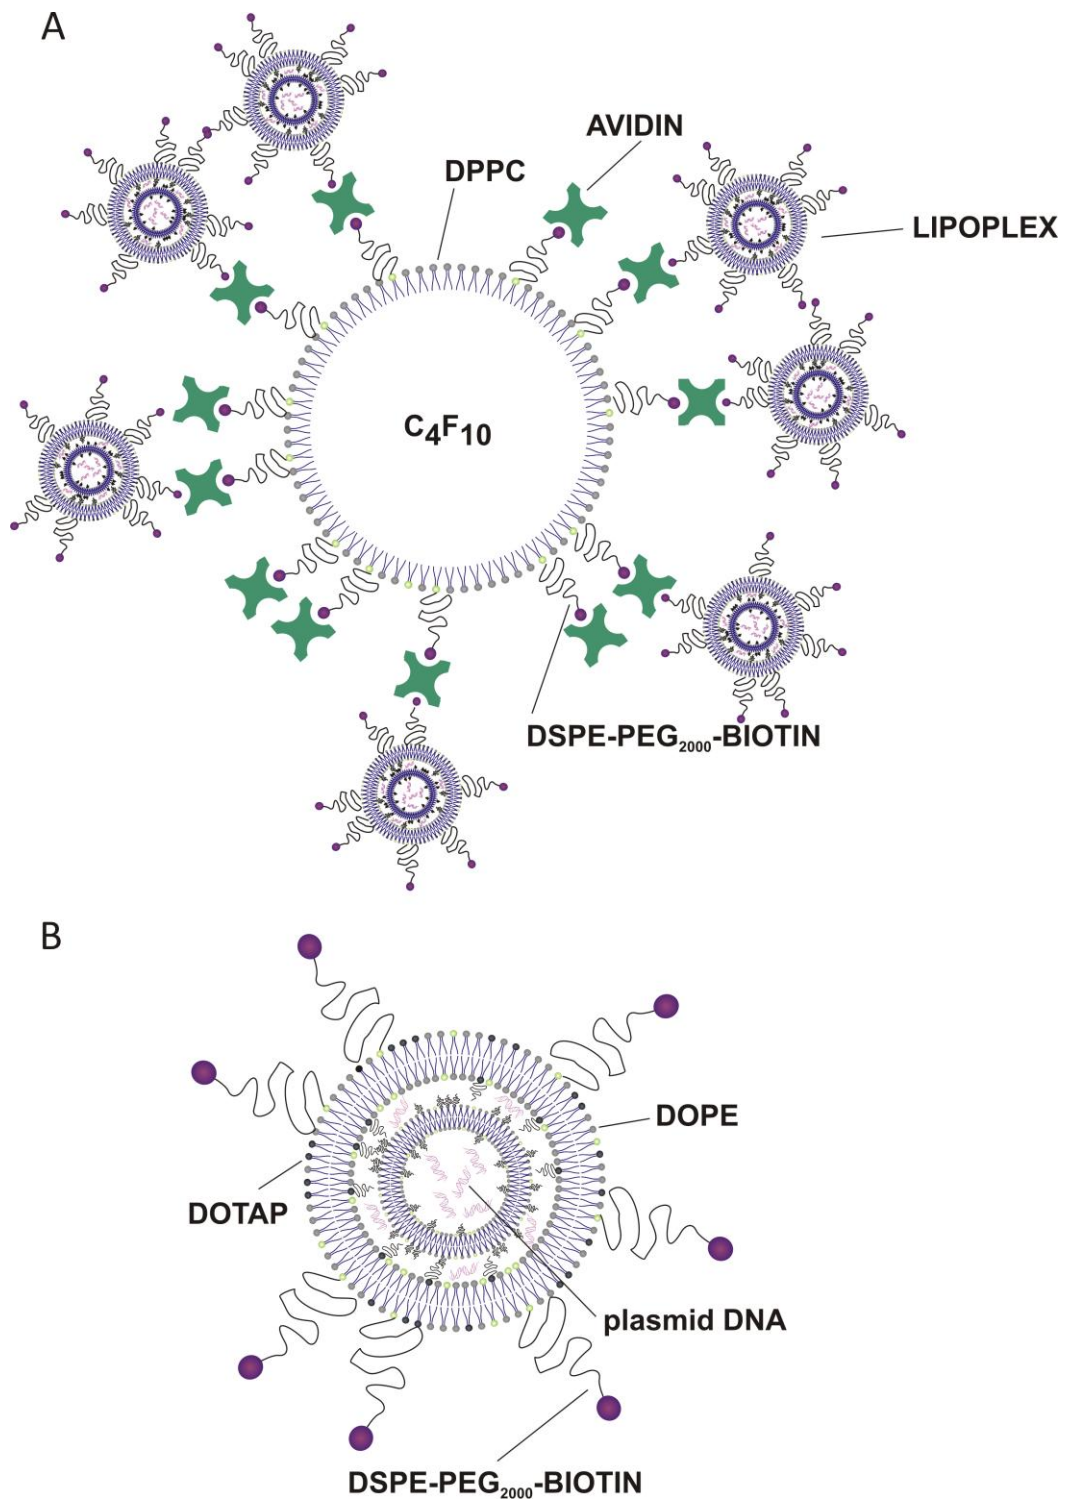 A
AVIDIN
DPPC
LIPOPLEX
C₄F₁₀
DSPE-PEG₂₀₀₀-BIOTIN
B
DOPE
DOTAP
plasmid DNA
DSPE-PEG₂₀₀₀-BIOTIN